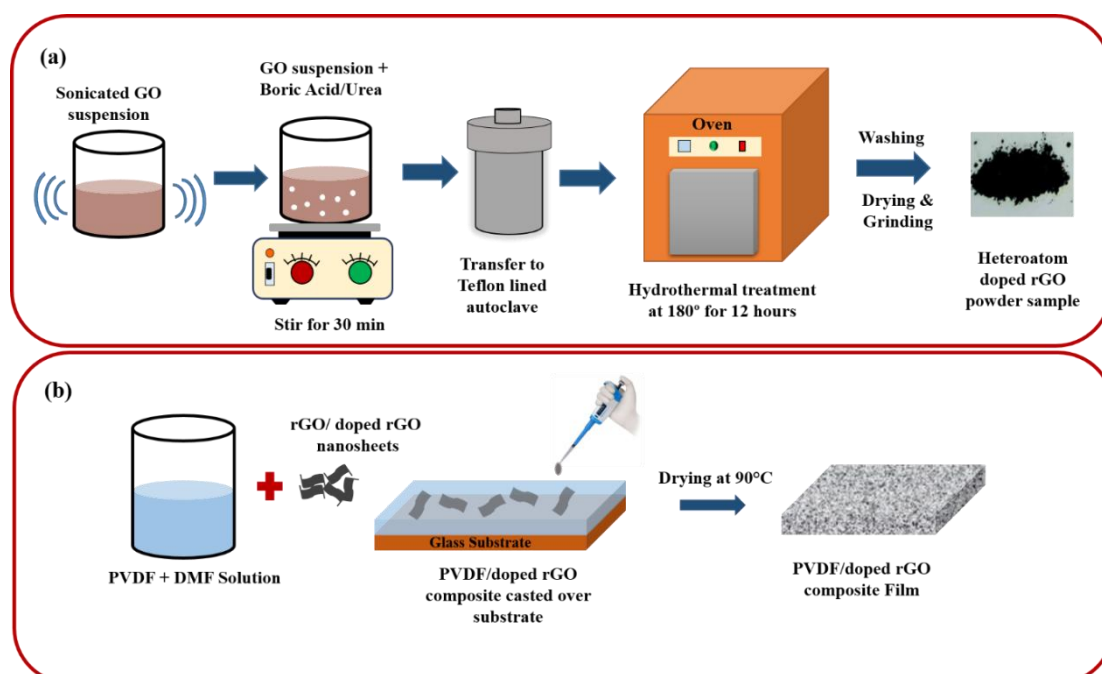 (a)
Sonicated GO
suspension
GO suspension +
Boric Acid/Urea
Stir for 30 min
Transfer to
Teflon lined
autoclave
Oven
Hydrothermal treatment
at 180º for 12 hours
Washing
Drying &
Grinding
Heteroatom
doped rGO
powder sample
(b)
PVDF + DMF Solution
rGO/ doped rGO
nanosheets
Glass Substrate
PVDF/doped rGO
composite casted over
substrate
Drying at 90°C
PVDF/doped rGO
composite Film